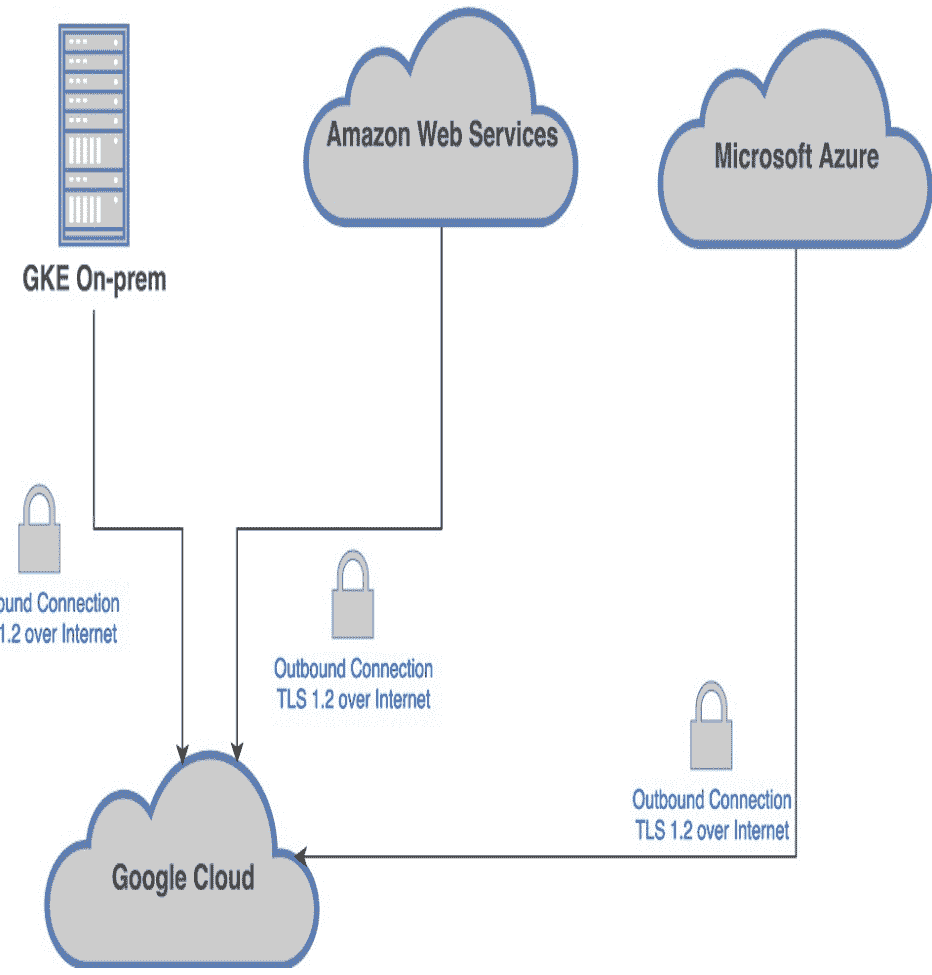 Amazon Web Services
Microsoft Azure
GKE On-prem
ound Connection
1.2 over Internet
Outbound Connection
TLS 1.2 over Internet
Outbound Connection
TLS 1.2 over Internet
Google Cloud